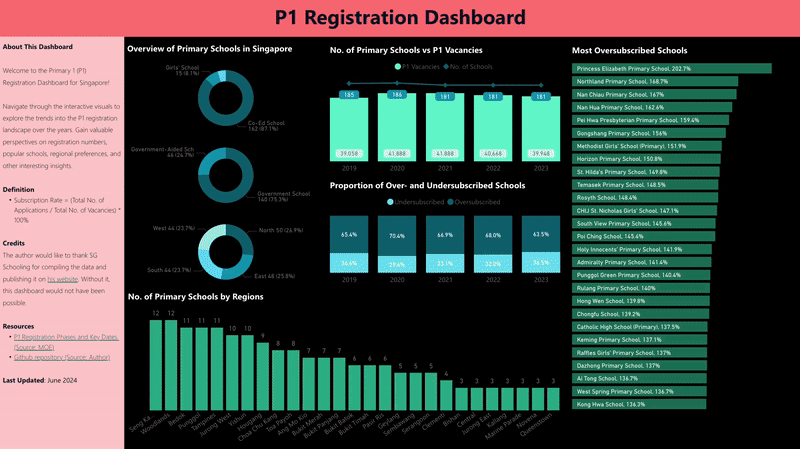 P1 Registration Dashboard
About This Dashboard
Welcome to the Primary 1 (P1)
Registration Dashboard for Singapore!
Navigate through the interactive visuals to
explore the trends into the P1 registration
landscape over the years. Gain valuable
perspectives on registration numbers,
popular schools, regional preferences, and
other interesting insights.
Definition
• Subscription Rate = (Total No. of
Applications / Total No. of Vacancies) *
100%
Credits
The author would like to thank SG
Schooling for compiling the data and
publishing it on his website. Without it,
this dashboard would not have been
possible.
Resources
• P1 Registration Phases and Key Dates
(Source: MOE)
• Github repository (Source: Author)
Last Updated: June 2024
Overview of Primary Schools in Singapore
Girls' School
15 (8.1%)
Co-Ed School
162 (87.1%)
Government-Aided Sch
46 (24.7%)
Government School
140 (75.3%)
West 44 (23.7%)
North 50 (26.9%)
South 44 (23.7%)
East 48 (25.8%)
No. of Primary Schools vs P1 Vacancies
P1 Vacancies
No. of Schools
185
186
181
181
181
39,058
41,888
41,888
40,648
39,948
2019
2020
2021
2022
2023
Proportion of Over- and Undersubscribed Schools
Undersubscribed
Oversubscribed
65.4%
70.4%
66.9%
68.0%
63.5%
34.6%
29.6%
33.1%
32.0%
36.5%
2019
2020
2021
2022
2023
No. of Primary Schools by Regions
12
12
11
11
11
10
10
9
8
8
7
7
7
6
6
6
5
5
5
4
3
3
3
3
3
3
3
Seng Ka...
Woodlands
Bedok
Punggol
Tampines
Jurong West
Yishun
Hougang
Choa Chu Kang
Toa Payoh
Ang Mo Kio
Bukit Merah
Bukit Panjang
Bukit Batok
Bukit Timah
Pasir Ris
Geylang
Sembawang
Serangoon
Clementi
Bishan
Central
Jurong East
Kallang
Marine Parade
Novena
Queenstown
Most Oversubscribed Schools
Princess Elizabeth Primary School, 202.7%
Northland Primary School, 168.7%
Nan Chiau Primary School, 167%
Nan Hua Primary School, 162.6%
Pei Hwa Presbyterian Primary School, 159.4%
Gongshang Primary School, 156%
Methodist Girls' School (Primary), 151.9%
Horizon Primary School, 150.8%
St. Hilda's Primary School, 149.8%
Temasek Primary School, 148.5%
Rosyth School, 148.4%
CHIJ St. Nicholas Girls' School, 147.1%
South View Primary School, 145.6%
Poi Ching School, 145.6%
Holy Innocents' Primary School, 141.9%
Admiralty Primary School, 141.4%
Punggol Green Primary School, 140.6%
Rulang Primary School, 140%
Hong Wen School, 139.8%
Chongfu School, 139.2%
Catholic High School (Primary), 137.5%
Keming Primary School, 137.1%
Raffles Girls' Primary School, 137%
Dazhong Primary School, 137%
Ai Tong School, 136.7%
West Spring Primary School, 136.7%
Kong Hwa School, 136.3%